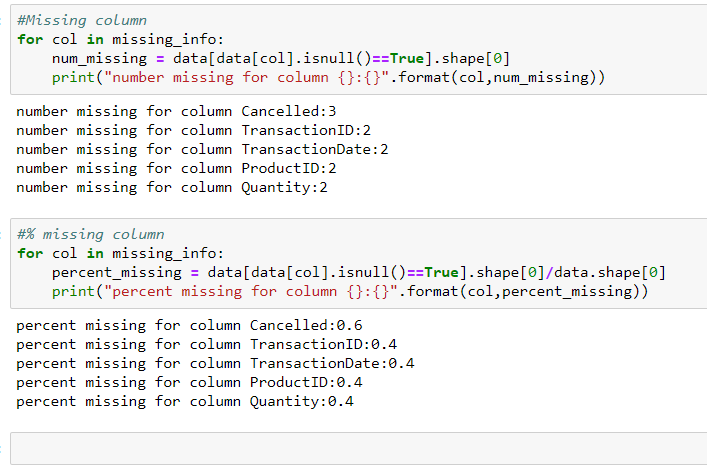 #Missing column
for col in missing_info:
    num_missing = data[data[col].isnull()==True].shape[0]
    print("number missing for column {}:{}".format(col,num_missing))
number missing for column Cancelled:3
number missing for column TransactionID:2
number missing for column TransactionDate:2
number missing for column ProductID:2
number missing for column Quantity:2
#% missing column
for col in missing_info:
    percent_missing = data[data[col].isnull()==True].shape[0]/data.shape[0]
    print("percent missing for column {}:{}".format(col,percent_missing))
percent missing for column Cancelled:0.6
percent missing for column TransactionID:0.4
percent missing for column TransactionDate:0.4
percent missing for column ProductID:0.4
percent missing for column Quantity:0.4